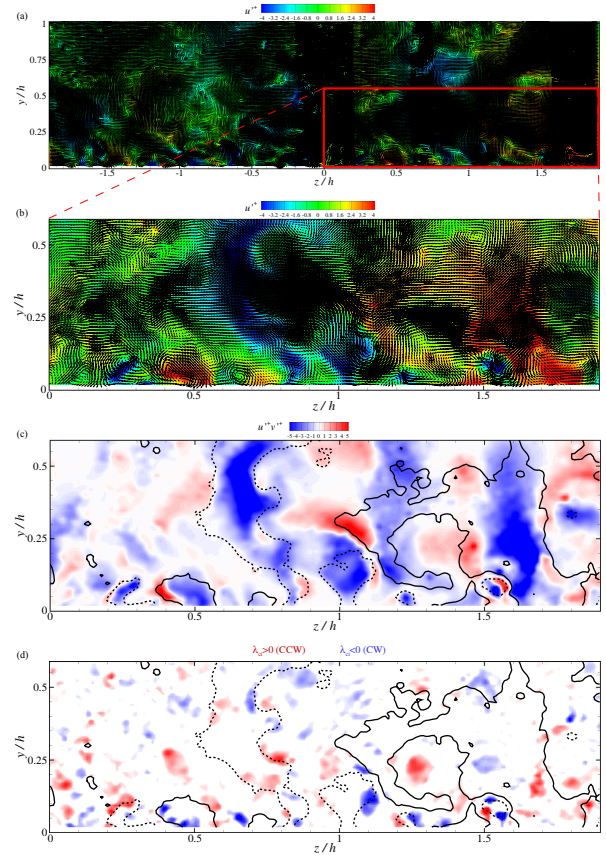 (a) u'⁺ -4 -3.2 -2.4 -1.6 -0.8 0 0.8 1.6 2.4 3.2 4
y/h
1
0.75
0.5
0.25
0
-1.5 -1 -0.5 0 0.5 1 1.5
z/h
(b) u'⁺ -4 -3.2 -2.4 -1.6 -0.8 0 0.8 1.6 2.4 3.2 4
y/h
0.5
0.25
0
0 0.5 1 1.5
z/h
(c) u'⁺v'⁺ -5 -4 -3 -2 -1 0 1 2 3 4 5
y/h
0.5
0.25
0
0 0.5 1 1.5
z/h
(d) λci>0 (CCW) λci<0 (CW)
y/h
0.5
0.25
0
0 0.5 1 1.5
z/h